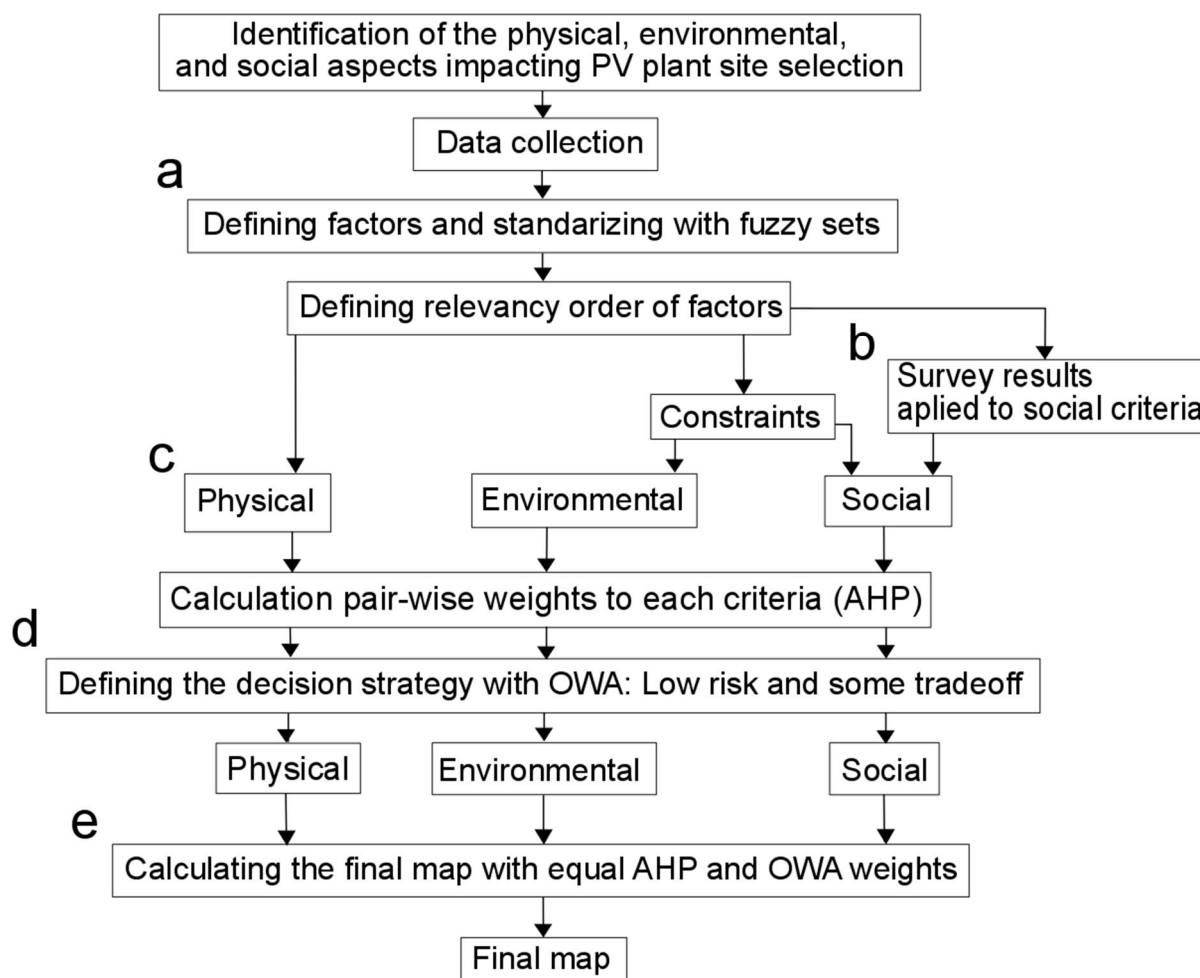 Identification of the physical, environmental,
and social aspects impacting PV plant site selection
Data collection
a
Defining factors and standarizing with fuzzy sets
Defining relevancy order of factors
b
Survey results
aplied to social criteria
Constraints
c
Physical
Environmental
Social
Calculation pair-wise weights to each criteria (AHP)
d
Defining the decision strategy with OWA: Low risk and some tradeoff
Physical
Environmental
Social
e
Calculating the final map with equal AHP and OWA weights
Final map